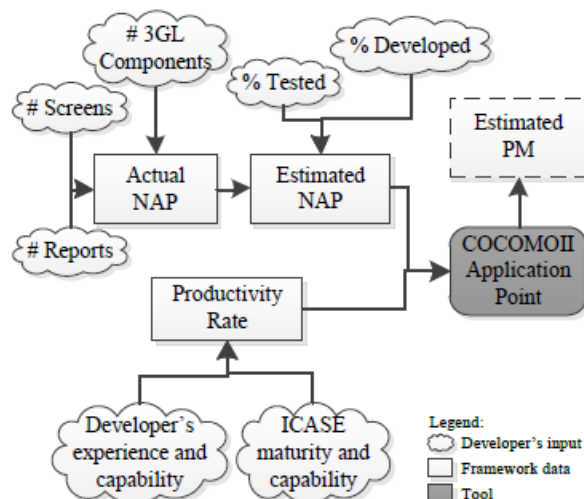 # 3GL
Components
% Developed
% Tested
# Screens
Estimated
PM
Actual
NAP
Estimated
NAP
# Reports
COCOMOII
Application
Point
Productivity
Rate
Developer's
experience and
capability
ICASE
maturity and
capability
Legend:
Developer's input
Framework data
Tool